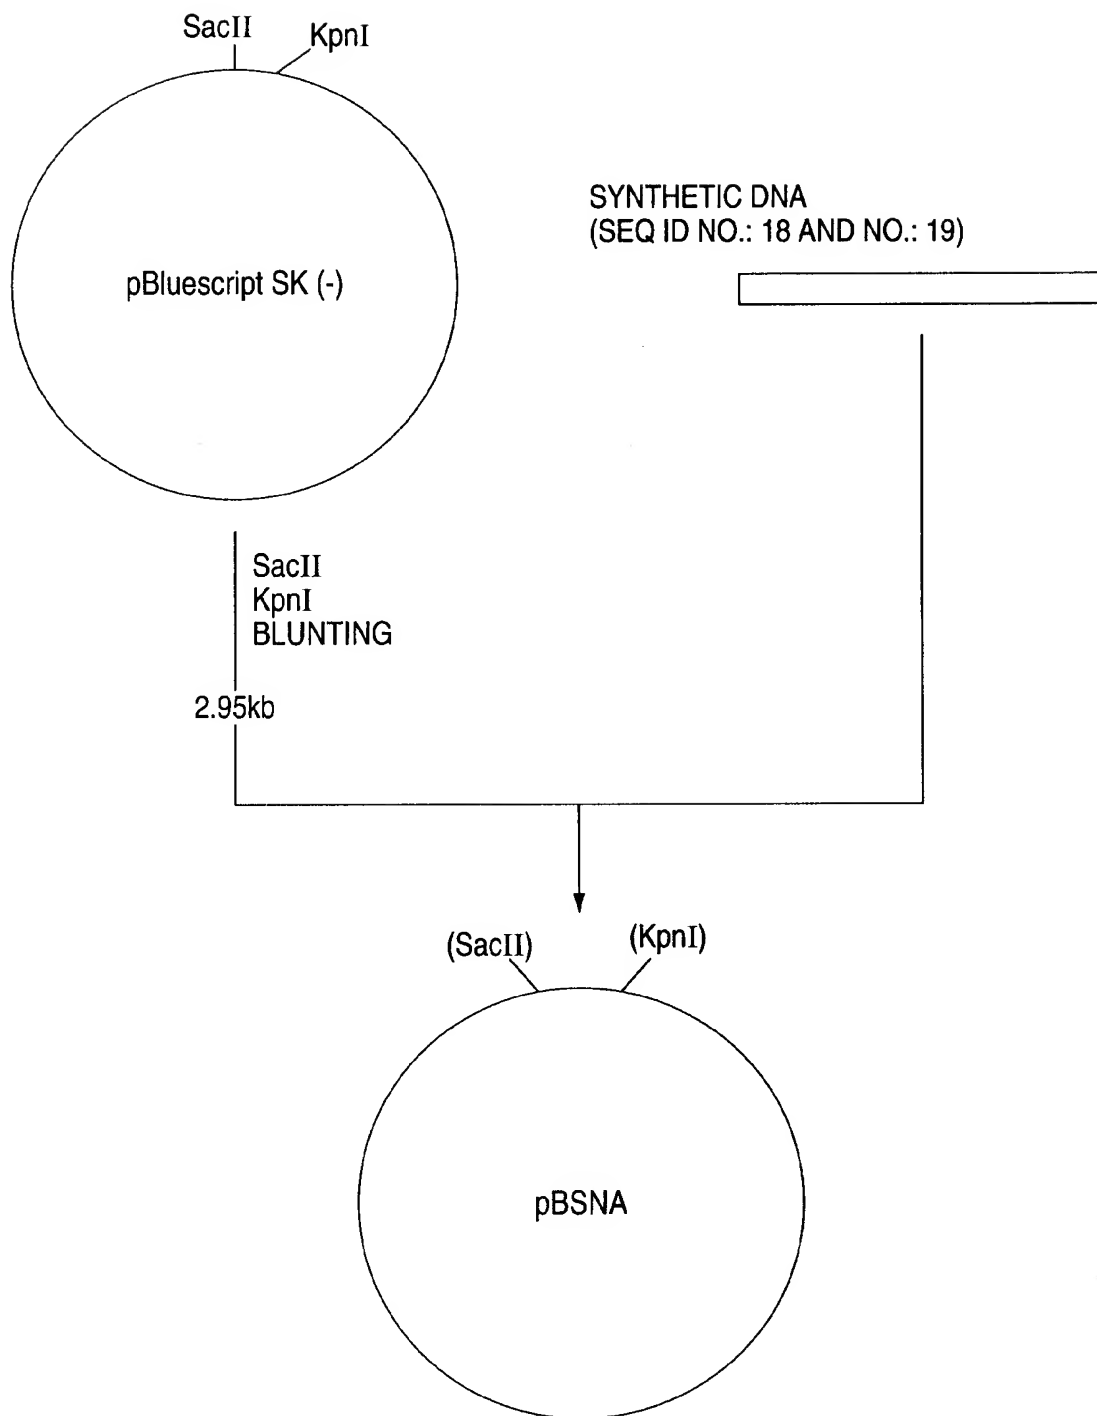 SacII
KpnI
pBluescript SK (-)
SYNTHETIC DNA
(SEQ ID NO.: 18 AND NO.: 19)
SacII
KpnI
BLUNTING
2.95kb
(SacII)
(KpnI)
pBSNA